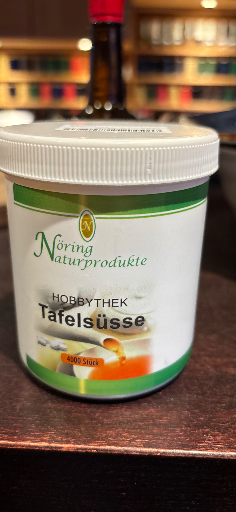 N
Nöring
Naturprodukte
HOBBYTHEK
Tafelsüsse
4000 Stück